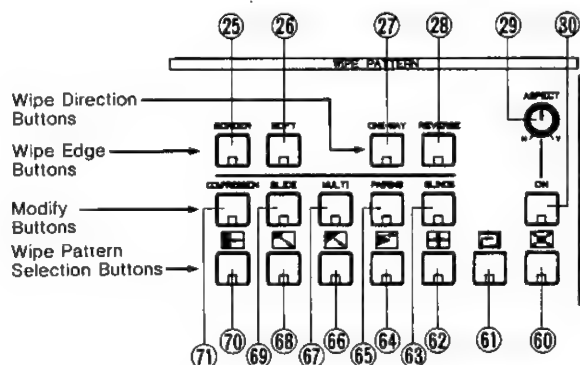 25 26 27 28 29 30
WIPE PATTERN
ASPECT
Wipe Direction
Buttons
BORDER SOFT ONE-WAY REVERSE
H V
Wipe Edge
Buttons
COMPRESSION SLIDE MULTI PAIRING BLINDS ON
Modify
Buttons
Wipe Pattern
Selection Buttons
70 68 66 64 62 61 60
71 69 67 65 63